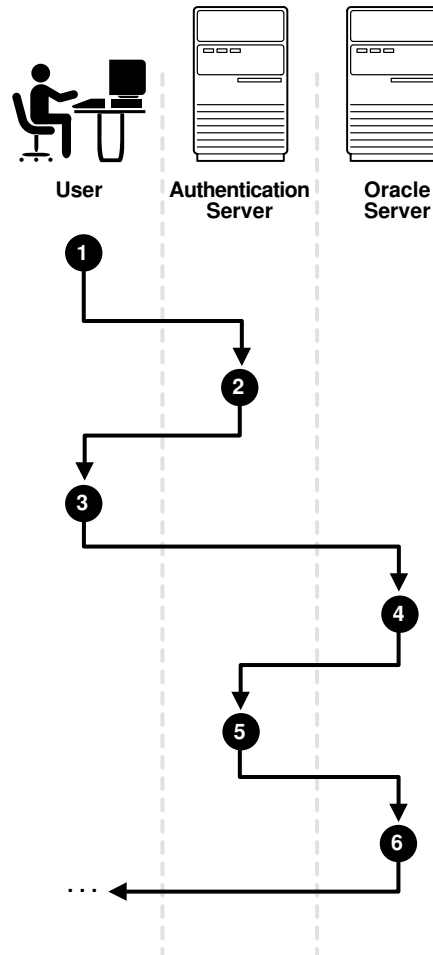 User
Authentication
Server
Oracle
Server
1
2
3
4
5
6
...